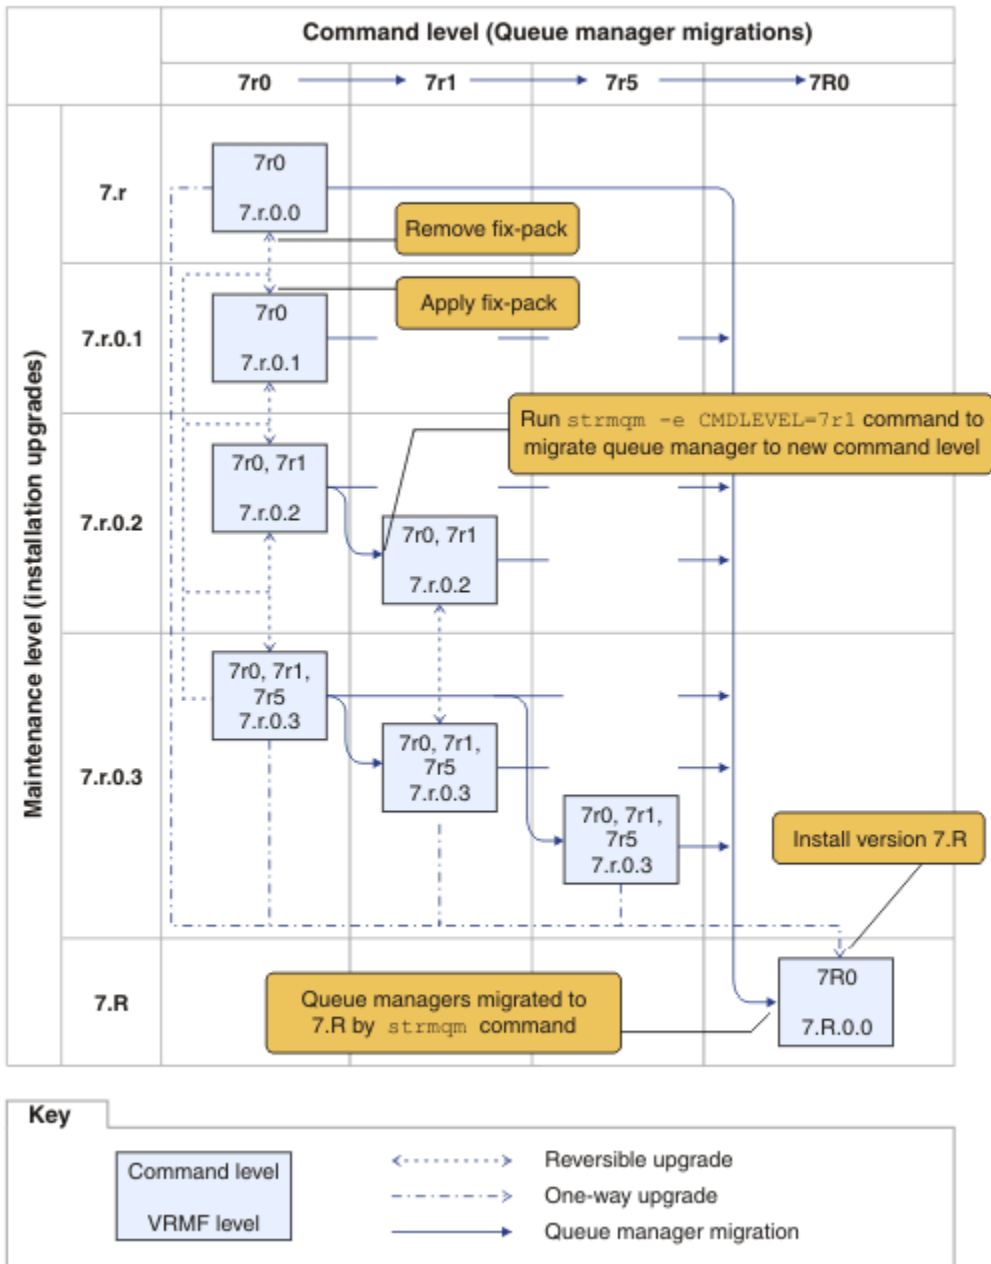 Command level (Queue manager migrations)
7r0
7r1
7r5
7R0
Maintenance level (installation upgrades)
7.r
7r0
7.r.0.0
Remove fix-pack
Apply fix-pack
7.r.0.1
7r0
7.r.0.1
Run strmqm -e CMDLEVEL=7r1 command to
migrate queue manager to new command level
7.r.0.2
7r0, 7r1
7.r.0.2
7r0, 7r1
7.r.0.2
7.r.0.3
7r0, 7r1,
7r5
7.r.0.3
7r0, 7r1,
7r5
7.r.0.3
7r0, 7r1,
7r5
7.r.0.3
Install version 7.R
7.R
Queue managers migrated to
7.R by strmqm command
7R0
7.R.0.0
Key
Command level
VRMF level
Reversible upgrade
One-way upgrade
Queue manager migration